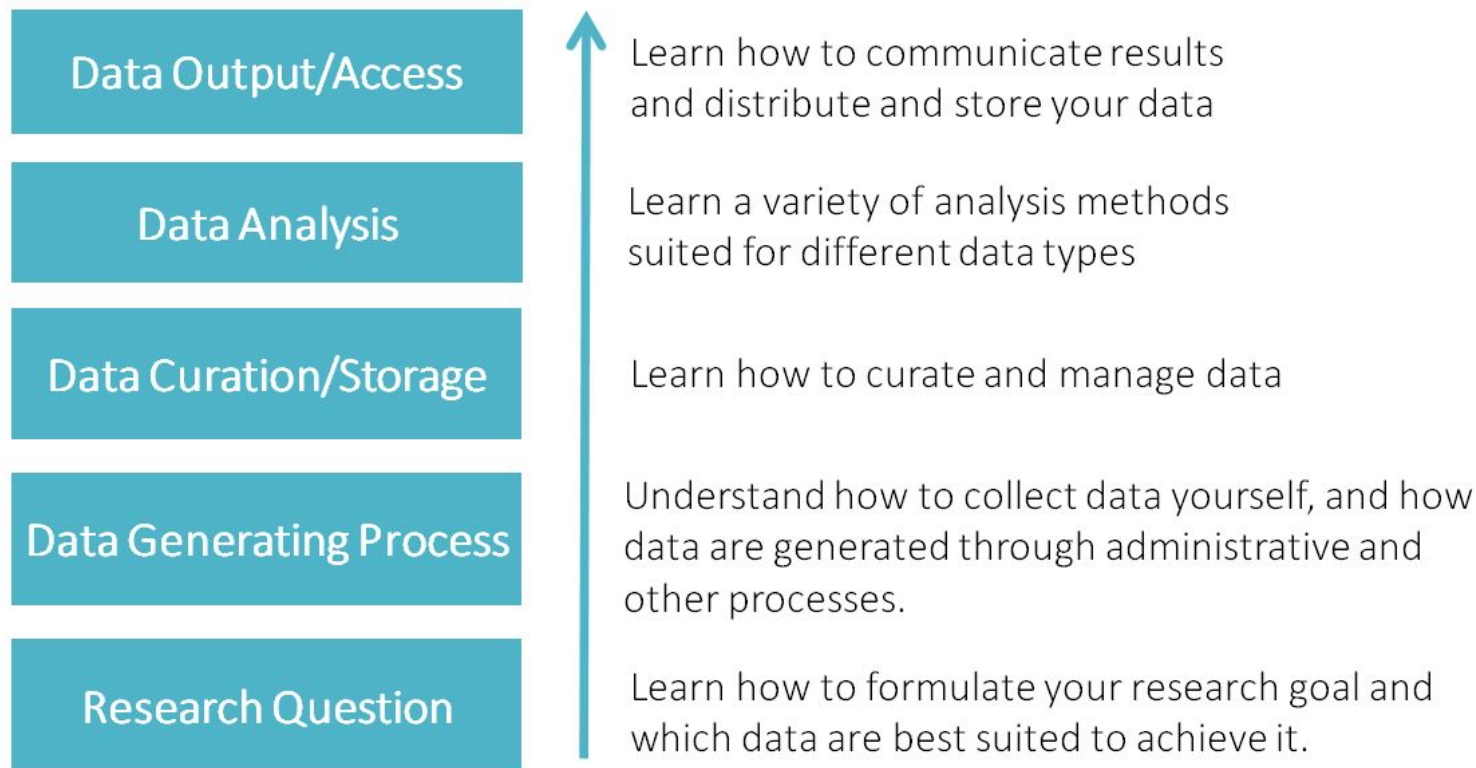 Data Output/Access
Learn how to communicate results
and distribute and store your data
Data Analysis
Learn a variety of analysis methods
suited for different data types
Data Curation/Storage
Learn how to curate and manage data
Data Generating Process
Understand how to collect data yourself, and how
data are generated through administrative and
other processes.
Research Question
Learn how to formulate your research goal and
which data are best suited to achieve it.